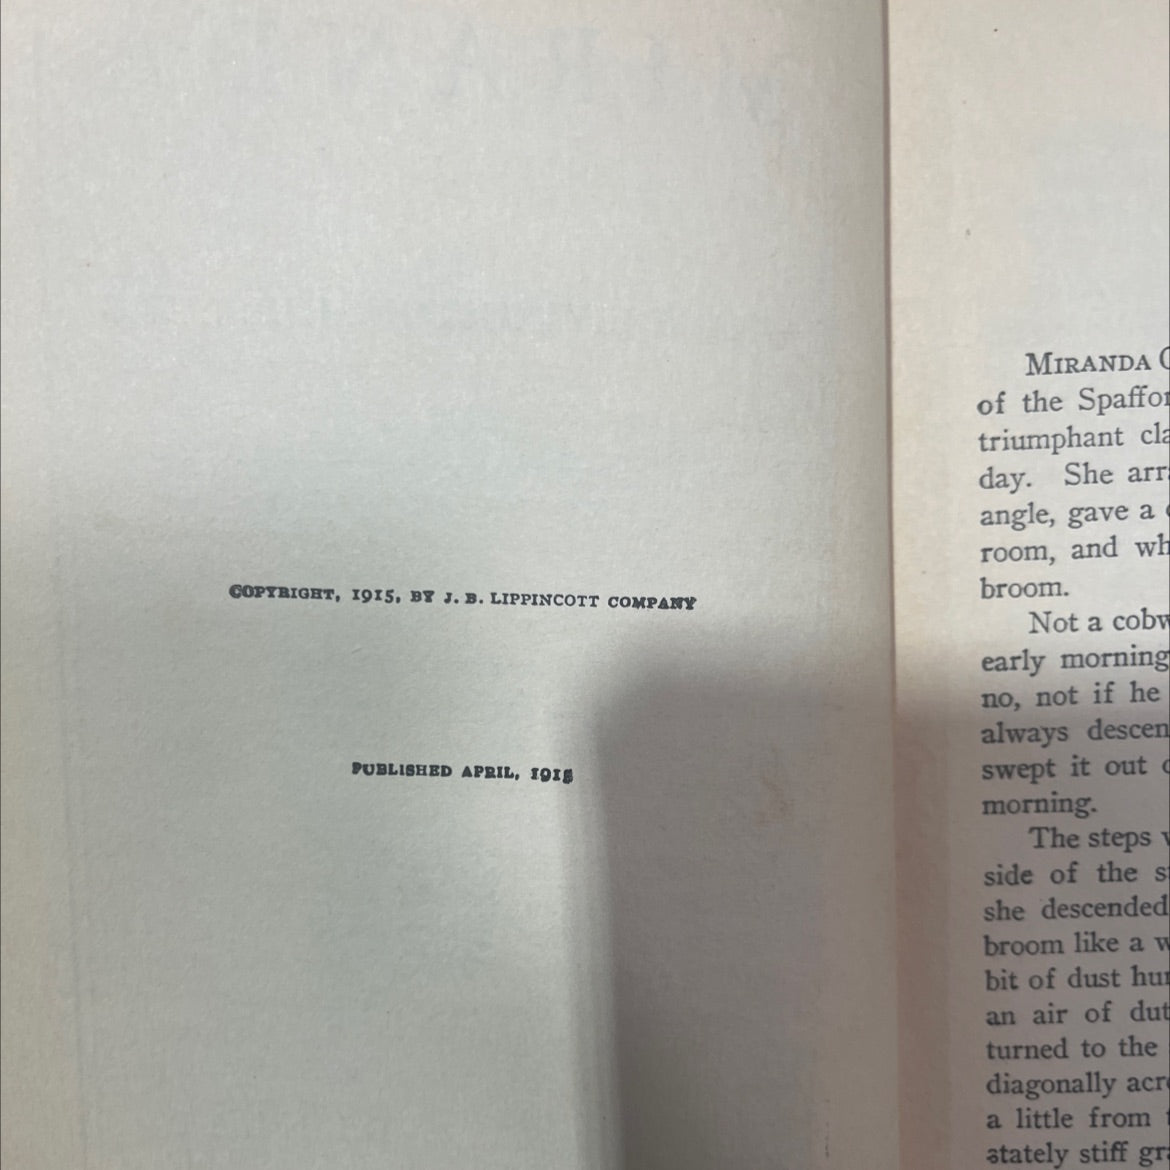 COPYRIGHT, 1915, BY J. B. LIPPINCOTT COMPANY
PUBLISHED APRIL, 1915
MIRANDA
of the
triumphant
day. She
angle, gave a
room, and
broom.
Not a
early morning
no, not if he
always
swept it out
morning.
The steps
side of the
she descended
broom like a
bit of dust
an air of
turned to the
diagonally
a little from
stately stiff